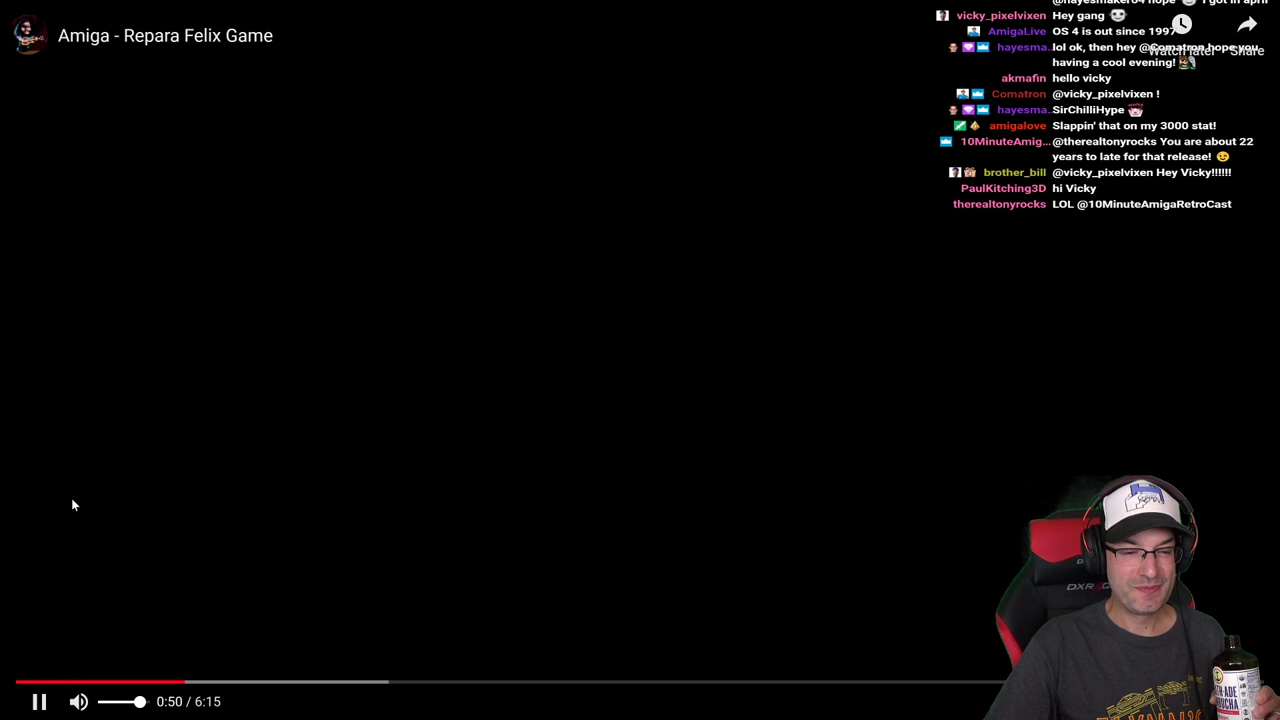 Amiga - Repara Felix Game
vicky_pixelvixen Hey gang
AmigaLive OS 4 is out since 1997
hayesma.. lol ok, then hey @Comatron hope you
having a cool evening!
Watch later Share
akmafin hello vicky
Comatron @vicky_pixelvixen !
hayesma.. SirChilliHype
amigalove Slappin' that on my 3000 stat!
10MinuteAmig... @therealtonyrocks You are about 22
years to late for that release!
brother_bill @vicky_pixelvixen Hey Vicky!!!!!!
PaulKitching3D hi Vicky
therealtonyrocks LOL @10MinuteAmigaRetroCast
0:50 / 6:15